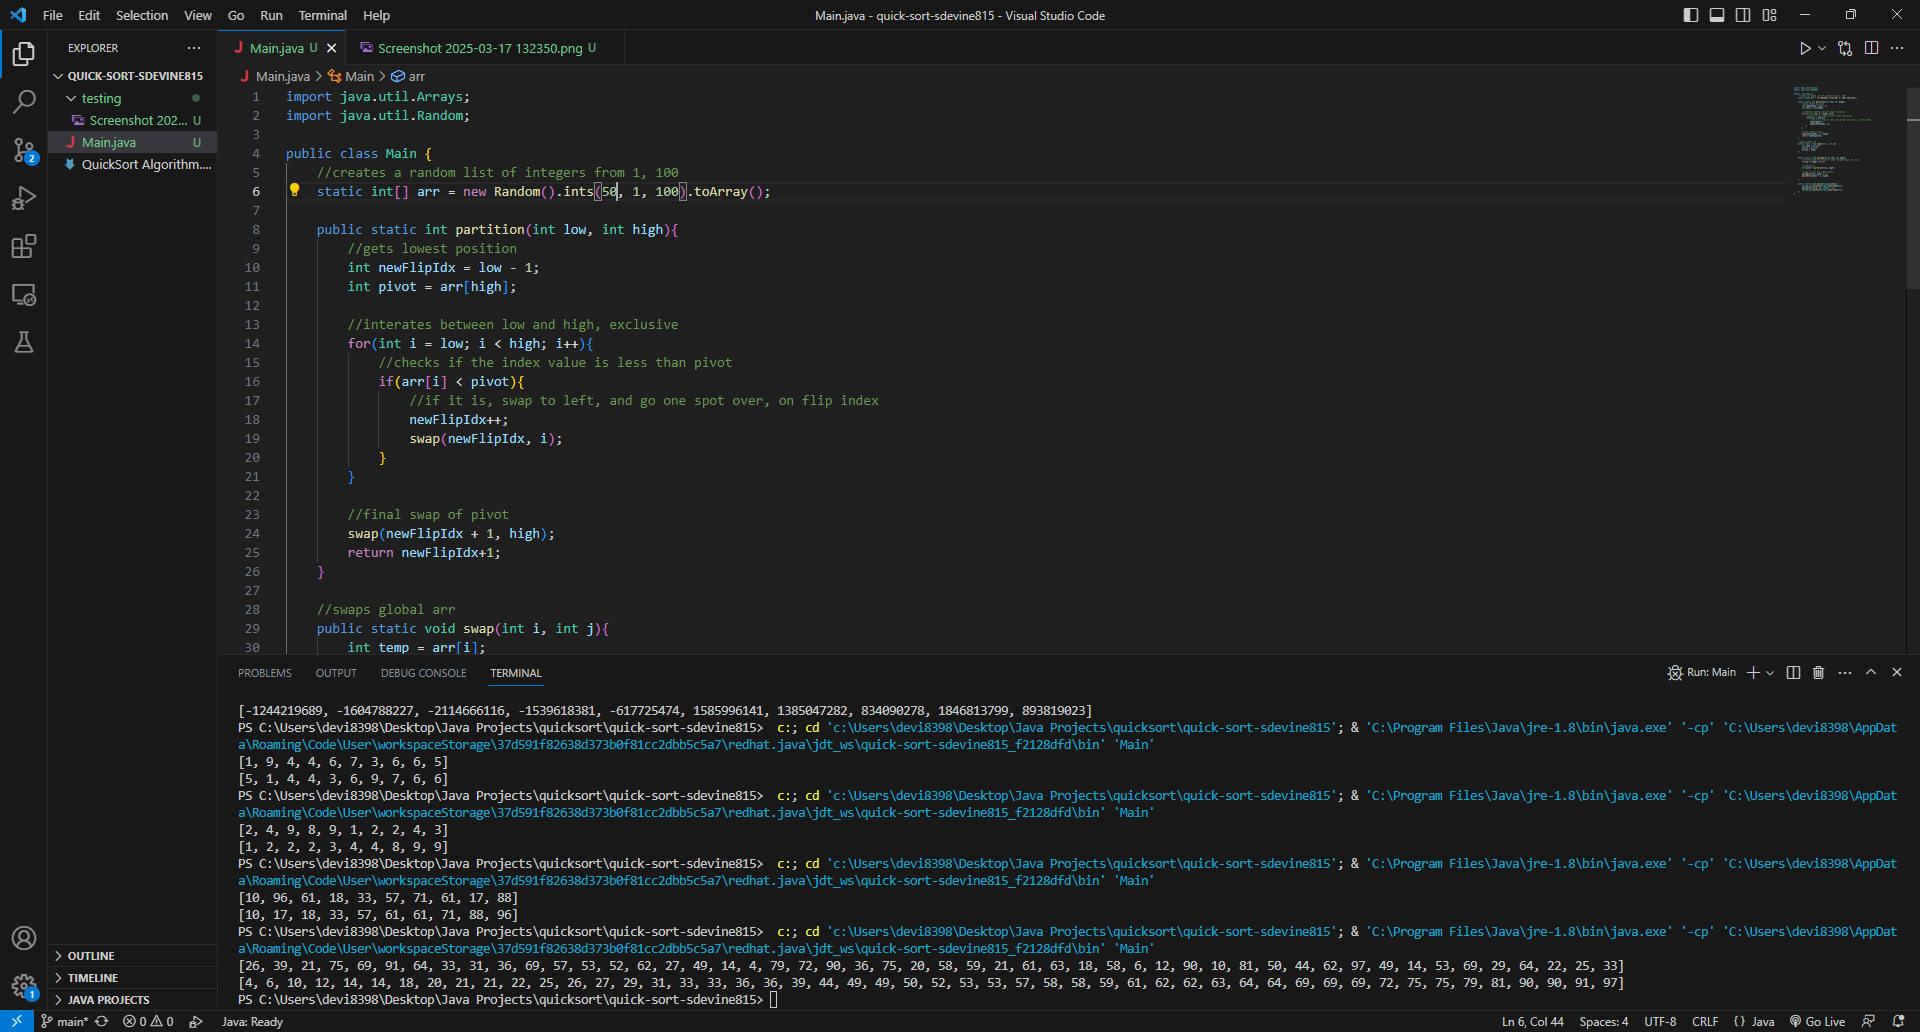 File Edit Selection View Go Run Terminal Help
Main.java - quick-sort-sdevine815 - Visual Studio Code
EXPLORER
QUICK-SORT-SDEVINE815
testing
Screenshot 202... U
Main.java U
QuickSort Algorithm....
OUTLINE
TIMELINE
JAVA PROJECTS
Main.java U
Screenshot 2025-03-17 132350.png U
Main.java > Main > arr
1 import java.util.Arrays;
2 import java.util.Random;
3
4 public class Main {
5 //creates a random list of integers from 1, 100
6 static int[] arr = new Random().ints(50, 1, 100).toArray();
7
8 public static int partition(int low, int high){
9 //gets lowest position
10 int newFlipIdx = low - 1;
11 int pivot = arr[high];
12
13 //interates between low and high, exclusive
14 for(int i = low; i < high; i++){
15 //checks if the index value is less than pivot
16 if(arr[i] < pivot){
17 //if it is, swap to left, and go one spot over, on flip index
18 newFlipIdx++;
19 swap(newFlipIdx, i);
20 }
21 }
22
23 //final swap of pivot
24 swap(newFlipIdx + 1, high);
25 return newFlipIdx+1;
26 }
27
28 //swaps global arr
29 public static void swap(int i, int j){
30 int temp = arr[i];
PROBLEMS OUTPUT DEBUG CONSOLE TERMINAL
Run: Main
[-1244219689, -1604788227, -2114666116, -1539618381, -617725474, 1585996141, 1385047282, 834090278, 1846813799, 893819023]
PS C:\Users\devi8398\Desktop\Java Projects\quicksort\quick-sort-sdevine815> c:; cd 'c:\Users\devi8398\Desktop\Java Projects\quicksort\quick-sort-sdevine815'; & 'C:\Program Files\Java\jre-1.8\bin\java.exe' '-cp' 'C:\Users\devi8398\AppDat
a\Roaming\Code\User\workspaceStorage\37d591f82638d373b0f81cc2dbb5c5a7\redhat.java\jdt_ws\quick-sort-sdevine815_f2128dfd\bin' 'Main'
[1, 9, 4, 4, 6, 7, 3, 6, 6, 5]
[5, 1, 4, 4, 3, 6, 9, 7, 6, 6]
PS C:\Users\devi8398\Desktop\Java Projects\quicksort\quick-sort-sdevine815> c:; cd 'c:\Users\devi8398\Desktop\Java Projects\quicksort\quick-sort-sdevine815'; & 'C:\Program Files\Java\jre-1.8\bin\java.exe' '-cp' 'C:\Users\devi8398\AppDat
a\Roaming\Code\User\workspaceStorage\37d591f82638d373b0f81cc2dbb5c5a7\redhat.java\jdt_ws\quick-sort-sdevine815_f2128dfd\bin' 'Main'
[2, 4, 9, 8, 9, 1, 2, 2, 4, 3]
[1, 2, 2, 2, 3, 4, 4, 8, 9, 9]
PS C:\Users\devi8398\Desktop\Java Projects\quicksort\quick-sort-sdevine815> c:; cd 'c:\Users\devi8398\Desktop\Java Projects\quicksort\quick-sort-sdevine815'; & 'C:\Program Files\Java\jre-1.8\bin\java.exe' '-cp' 'C:\Users\devi8398\AppDat
a\Roaming\Code\User\workspaceStorage\37d591f82638d373b0f81cc2dbb5c5a7\redhat.java\jdt_ws\quick-sort-sdevine815_f2128dfd\bin' 'Main'
[10, 96, 61, 18, 33, 57, 71, 61, 17, 88]
[10, 17, 18, 33, 57, 61, 61, 71, 88, 96]
PS C:\Users\devi8398\Desktop\Java Projects\quicksort\quick-sort-sdevine815> c:; cd 'c:\Users\devi8398\Desktop\Java Projects\quicksort\quick-sort-sdevine815'; & 'C:\Program Files\Java\jre-1.8\bin\java.exe' '-cp' 'C:\Users\devi8398\AppDat
a\Roaming\Code\User\workspaceStorage\37d591f82638d373b0f81cc2dbb5c5a7\redhat.java\jdt_ws\quick-sort-sdevine815_f2128dfd\bin' 'Main'
[26, 39, 21, 75, 69, 91, 64, 33, 31, 36, 69, 57, 53, 52, 62, 27, 49, 14, 4, 79, 72, 90, 36, 75, 20, 58, 59, 21, 61, 63, 18, 58, 6, 12, 90, 10, 81, 50, 44, 62, 97, 49, 14, 53, 69, 29, 64, 22, 25, 33]
[4, 6, 10, 12, 14, 14, 18, 20, 21, 21, 22, 25, 26, 27, 29, 31, 33, 33, 36, 36, 39, 44, 49, 49, 50, 52, 53, 53, 57, 58, 58, 59, 61, 62, 62, 63, 64, 64, 69, 69, 69, 72, 75, 75, 79, 81, 90, 90, 91, 97]
PS C:\Users\devi8398\Desktop\Java Projects\quicksort\quick-sort-sdevine815>
main* 0 0 Java: Ready
Ln 6, Col 44 Spaces: 4 UTF-8 CRLF {} Java Go Live